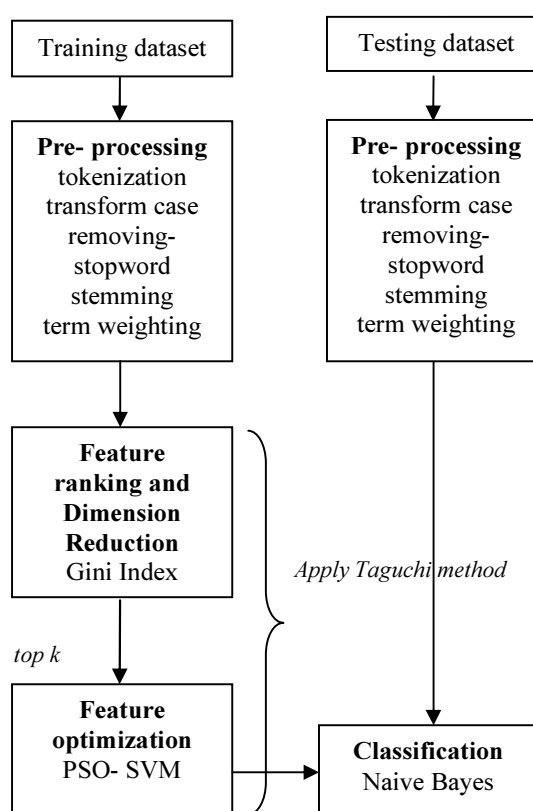 Training dataset
Testing dataset
Pre- processing
tokenization
transform case
removing-
stopword
stemming
term weighting
Pre- processing
tokenization
transform case
removing-
stopword
stemming
term weighting
Feature
ranking and
Dimension
Reduction
Gini Index
Apply Taguchi method
top k
Feature
optimization
PSO- SVM
Classification
Naive Bayes